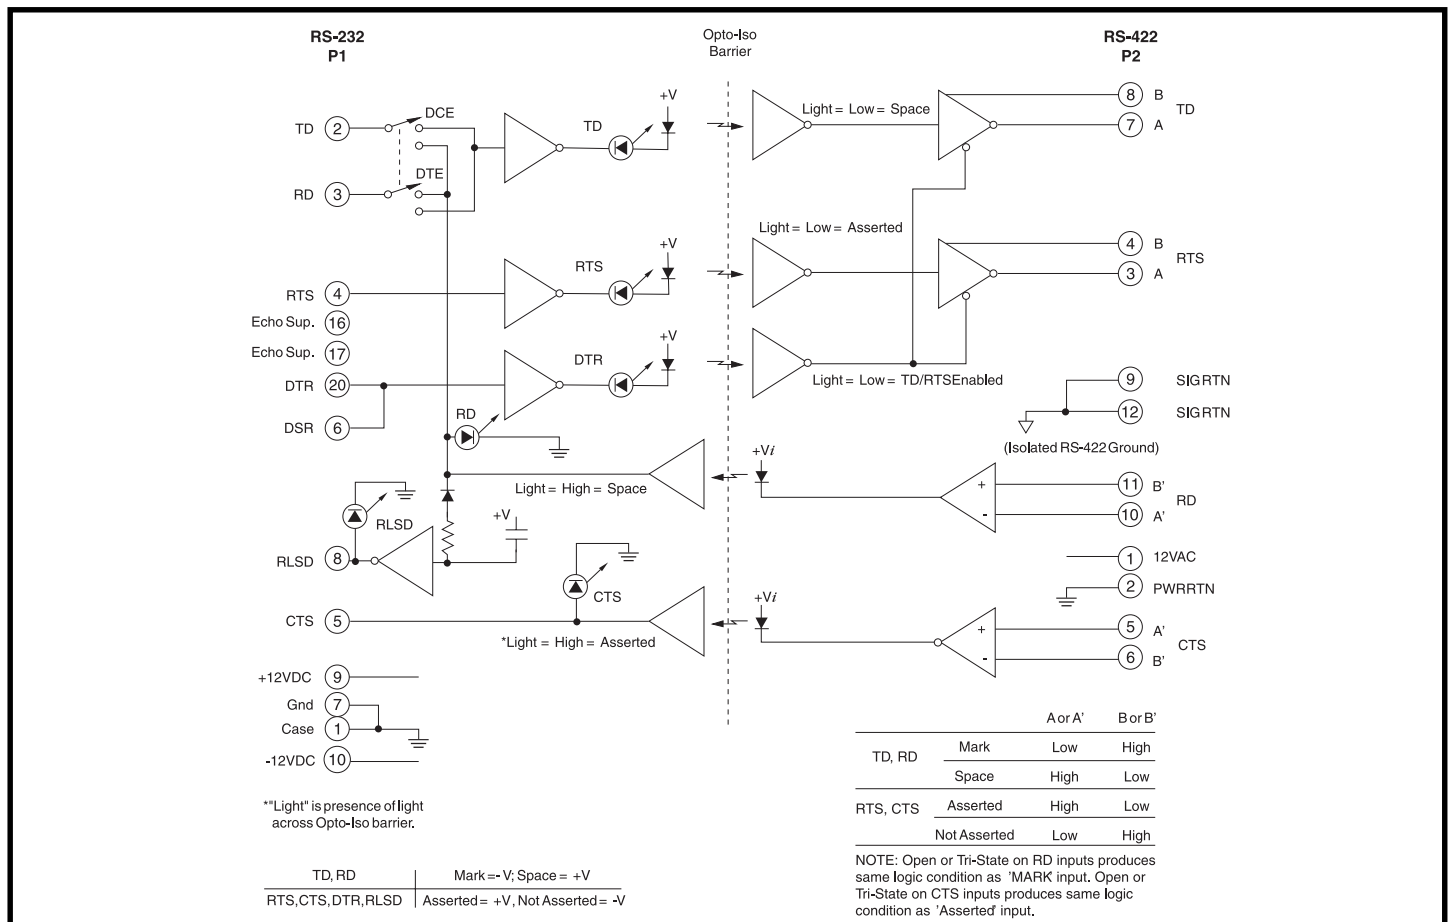 RS-232
P1
Opto-Iso
Barrier
RS-422
P2
TD 2
DCE
TD
+V
Light = Low = Space
8 B
TD
7 A
RD 3
DTE
Light = Low = Asserted
RTS 4
RTS
+V
4 B
RTS
3 A
Echo Sup. 16
Echo Sup. 17
DTR 20
DTR
+V
Light = Low = TD/RTSEnabled
DSR 6
RD
9 SIGRTN
12 SIGRTN
(Isolated RS-422 Ground)
Light = High = Space
+Vi
+
-
11 B'
RD
10 A'
RLSD
+V
RLSD 8
1 12VAC
2 PWRRTN
CTS
CTS 5
*Light = High = Asserted
+Vi
+
-
5 A'
CTS
6 B'
+12VDC 9
Gnd 7
Case 1
-12VDC 10
*"Light" is presence of light
across Opto-Iso barrier.
TD, RD Mark =- V; Space = +V
RTS,CTS,DTR,RLSD Asserted = +V, Not Asserted = -V
A or A' B or B'
TD, RD Mark Low High
Space High Low
RTS, CTS Asserted High Low
Not Asserted Low High
NOTE: Open or Tri-State on RD inputs produces
same logic condition as 'MARK' input. Open or
Tri-State on CTS inputs produces same logic
condition as 'Asserted' input.